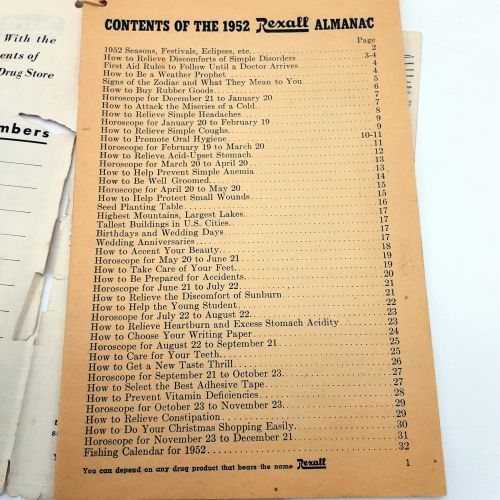 With the
ents of
Drug Store
mbers
CONTENTS OF THE 1952 Rexall ALMANAC
Page
1952 Seasons, Festivals, Eclipses, etc. 2
How to Relieve Discomforts of Simple Disorders 3-4
First Aid Rules to Follow Until a Doctor Arrives 4
How to Be a Weather Prophet 4
Signs of the Zodiac and What They Mean to You 5
How to Buy Rubber Goods 6
Horoscope for December 21 to January 20 7
How to Attack the Miseries of a Cold 7
How to Relieve Simple Headaches 8
Horoscope for January 20 to February 19 9
How to Relieve Simple Coughs 9
How to Promote Oral Hygiene 10-11
Horoscope for February 19 to March 20 11
How to Relieve Acid-Upset Stomach 12
Horoscope for March 20 to April 20 13
How to Help Prevent Simple Anemia 13
How to Be Well Groomed 14
Horoscope for April 20 to May 20 15
How to Help Protect Small Wounds 15
Seed Planting Table 16
Highest Mountains, Largest Lakes 17
Tallest Buildings in U.S. Cities 17
Birthdays and Wedding Days 17
Wedding Anniversaries 17
How to Accent Your Beauty 18
Horoscope for May 20 to June 21 19
How to Take Care of Your Feet 19
How to Be Prepared for Accidents 20
Horoscope for June 21 to July 22 21
How to Relieve the Discomfort of Sunburn 21
How to Help the Young Student 22
Horoscope for July 22 to August 22 23
How to Relieve Heartburn and Excess Stomach Acidity 23
How to Choose Your Writing Paper 24
Horoscope for August 22 to September 21 25
How to Care for Your Teeth 25
How to Get a New Taste Thrill 26
Horoscope for September 21 to October 23 27
How to Select the Best Adhesive Tape 27
How to Prevent Vitamin Deficiencies 28
Horoscope for October 23 to November 23 29
How to Relieve Constipation 29
How to Do Your Christmas Shopping Easily 30
Horoscope for November 23 to December 21 31
Fishing Calendar for 1952 32
You can depend on any drug product that bears the name Rexall 1